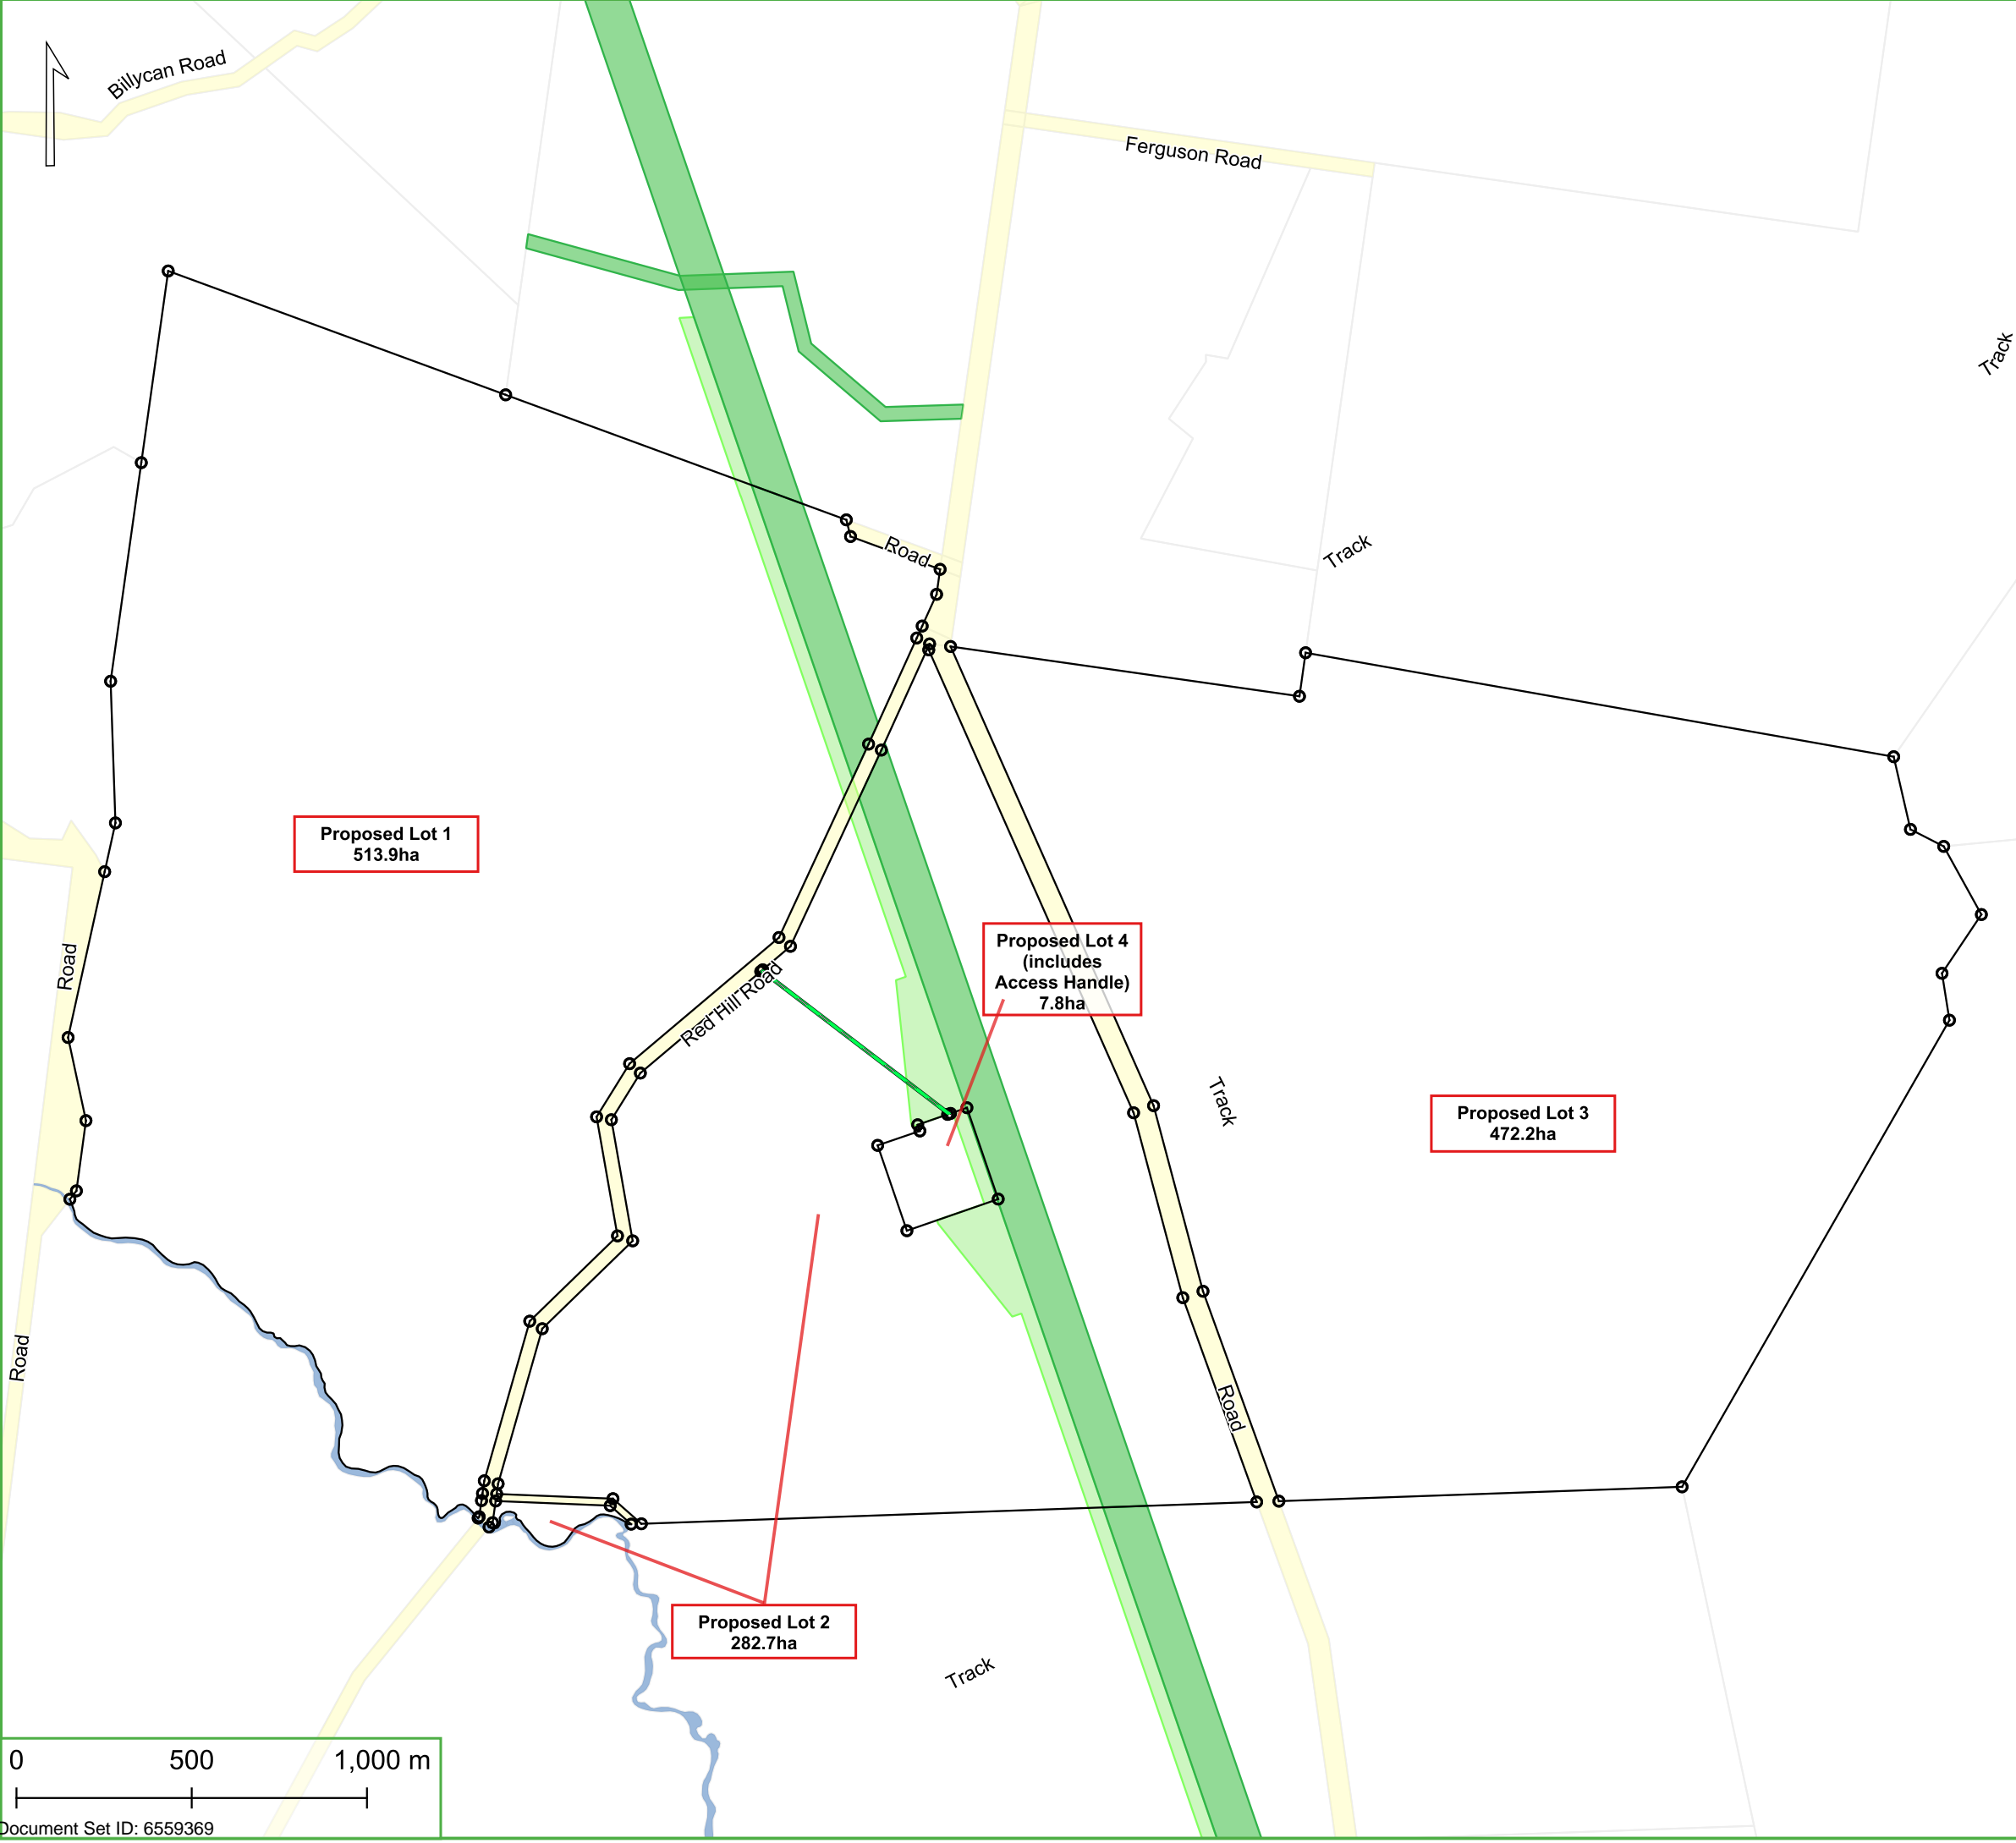 Billycan Road
Ferguson Road
Track
Road
Track
Proposed Lot 1
513.9ha
Road
Proposed Lot 4
(includes
Access Handle)
7.8ha
Red Hill Road
Track
Proposed Lot 3
472.2ha
Road
Road
Proposed Lot 2
282.7ha
Track
0 500 1,000 m
Document Set ID: 6559369